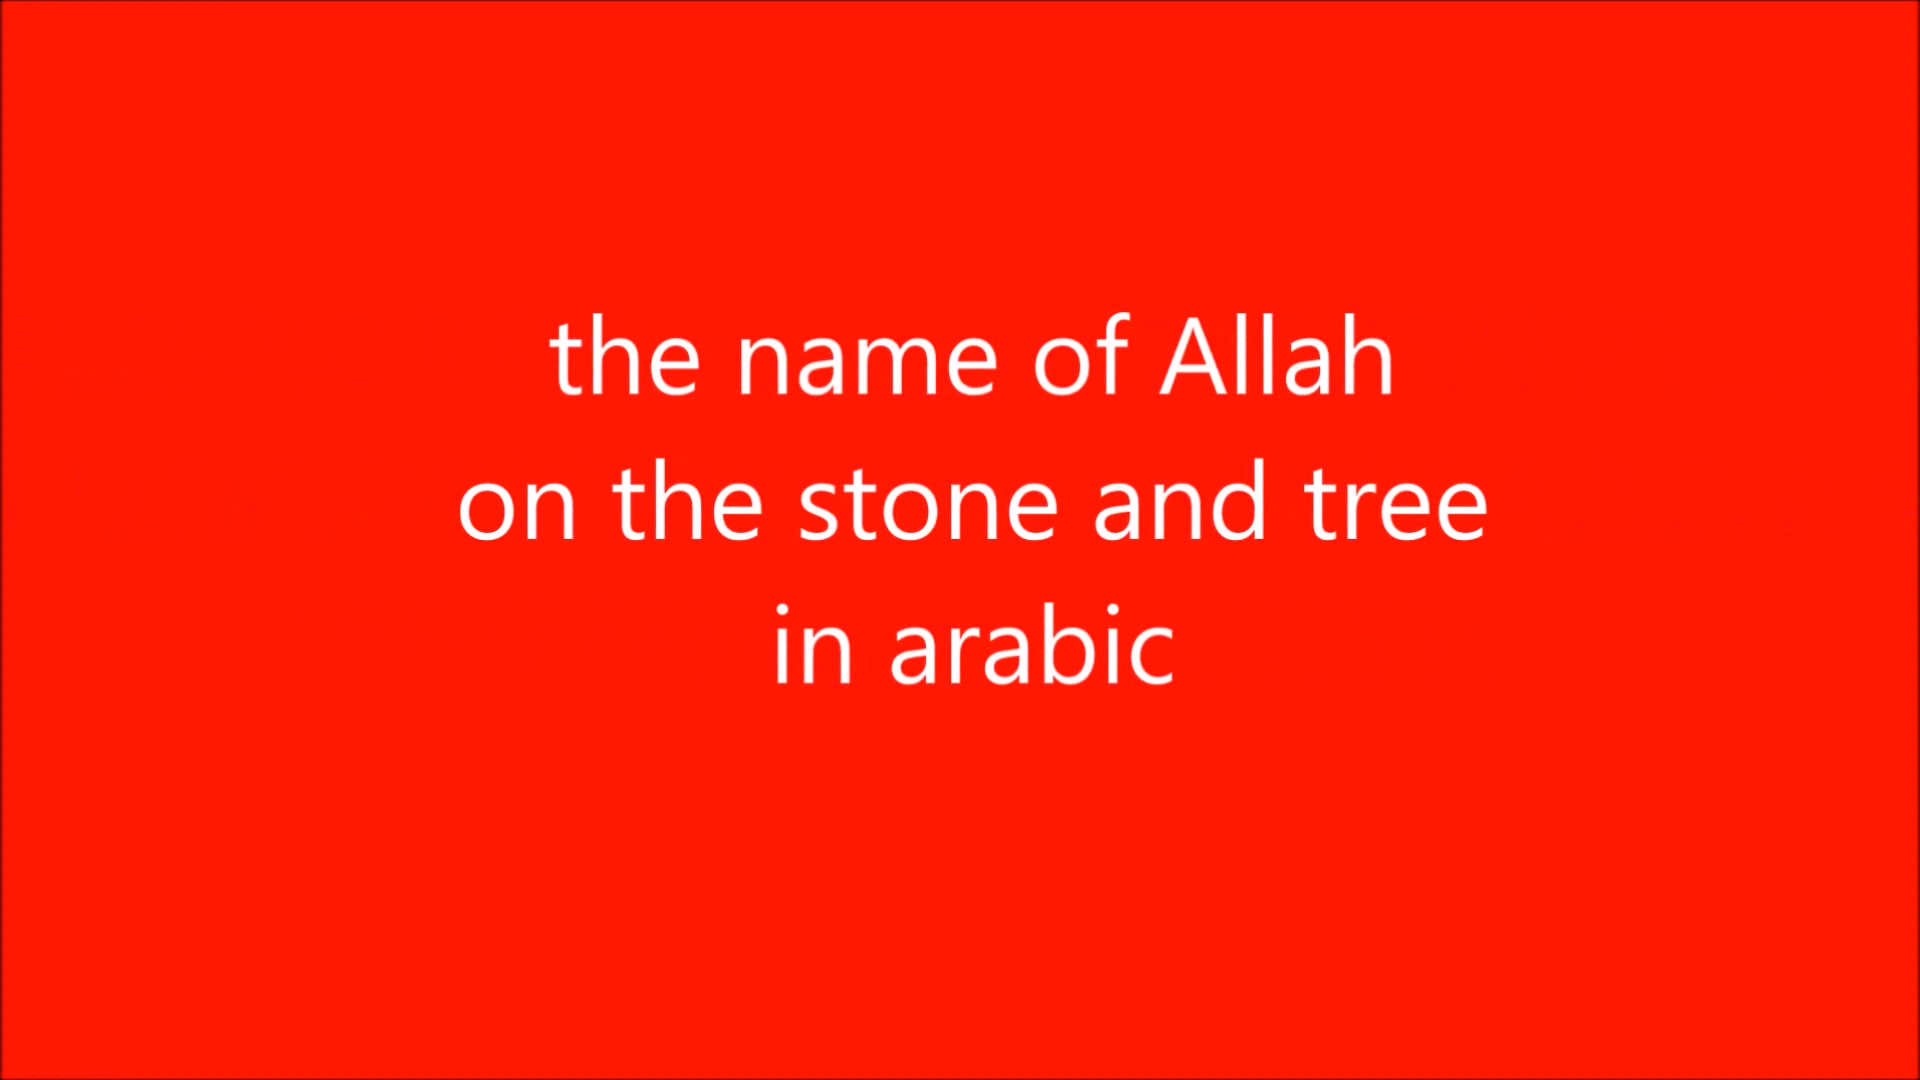 the name of Allah
on the stone and tree
in arabic